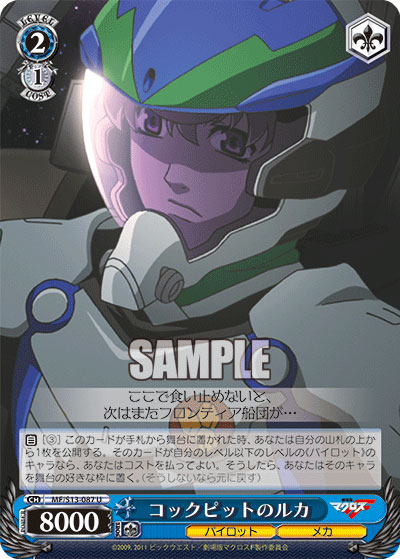 LEVEL
2
1
COST
SAMPLE
ここで食い止めないと、
次はまたフロンティア船団が…
自 [③] このカードが手札から舞台に置かれた時、あなたは自分の山札の上か
ら1枚を公開する。そのカードが自分のレベル以下のレベルの《パイロット》の
キャラなら、あなたはコストを払ってよい。そうしたら、あなたはそのキャラを
舞台の好きな枠に置く。(そうしないなら元に戻す)
CH MF/S13-087 U
POWER
8000
コックピットのルカ
劇場版
マクロスF
パイロット
メカ
©2009, 2011 ビックウエスト/劇場版マクロスF製作委員会